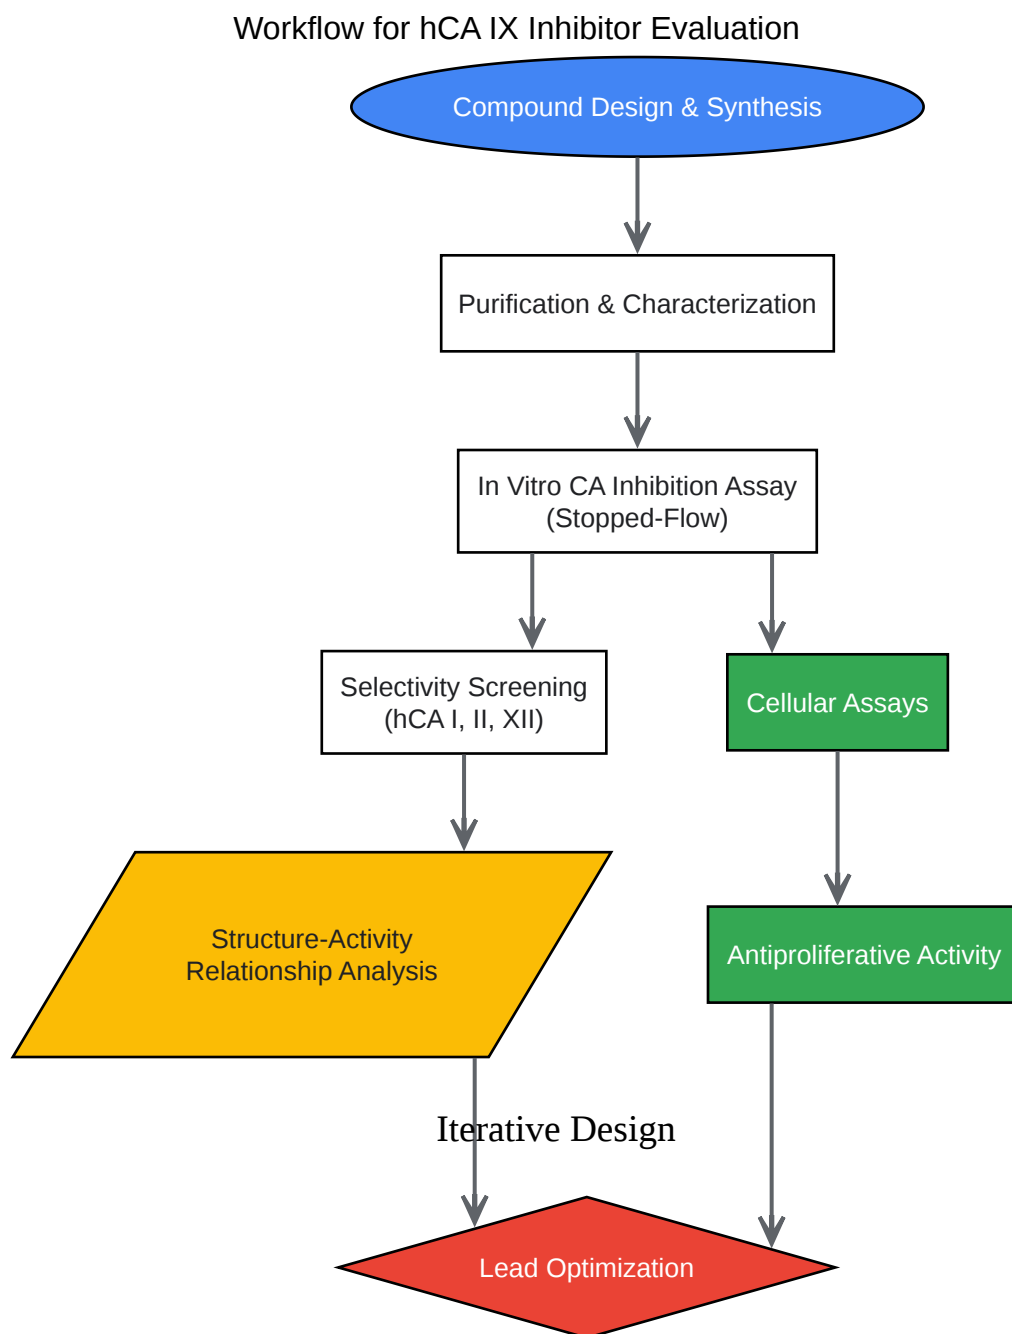 Workflow for hCA IX Inhibitor Evaluation
Compound Design & Synthesis
Purification & Characterization
In Vitro CA Inhibition Assay
(Stopped-Flow)
Selectivity Screening
(hCA I, II, XII)
Cellular Assays
Structure-Activity
Relationship Analysis
Antiproliferative Activity
Iterative Design
Lead Optimization